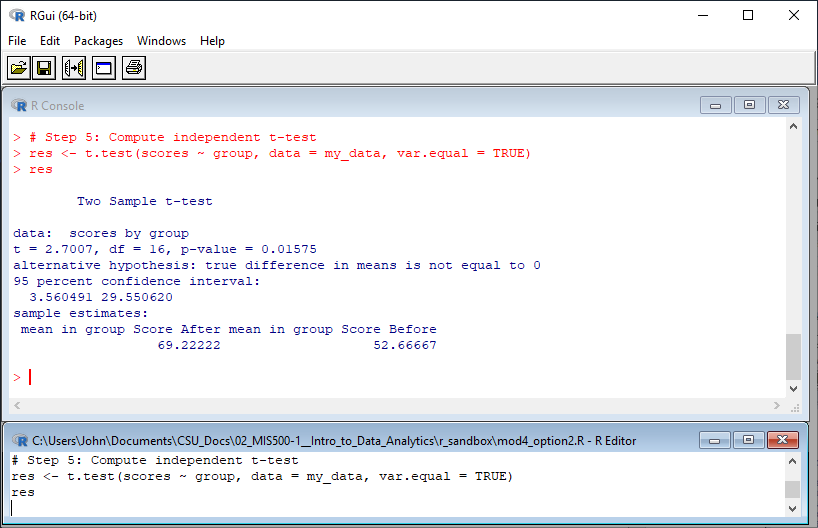 RGui (64-bit)
File Edit Packages Windows Help
R Console
> # Step 5: Compute independent t-test
> res <- t.test(scores ~ group, data = my_data, var.equal = TRUE)
> res
Two Sample t-test
data:  scores by group
t = 2.7007, df = 16, p-value = 0.01575
alternative hypothesis: true difference in means is not equal to 0
95 percent confidence interval:
3.560491 29.550620
sample estimates:
mean in group Score After mean in group Score Before
69.22222 52.66667
>
C:\Users\John\Documents\CSU_Docs\02_MIS500-1__Intro_to_Data_Analytics\r_sandbox\mod4_option2.R - R Editor
# Step 5: Compute independent t-test
res <- t.test(scores ~ group, data = my_data, var.equal = TRUE)
res